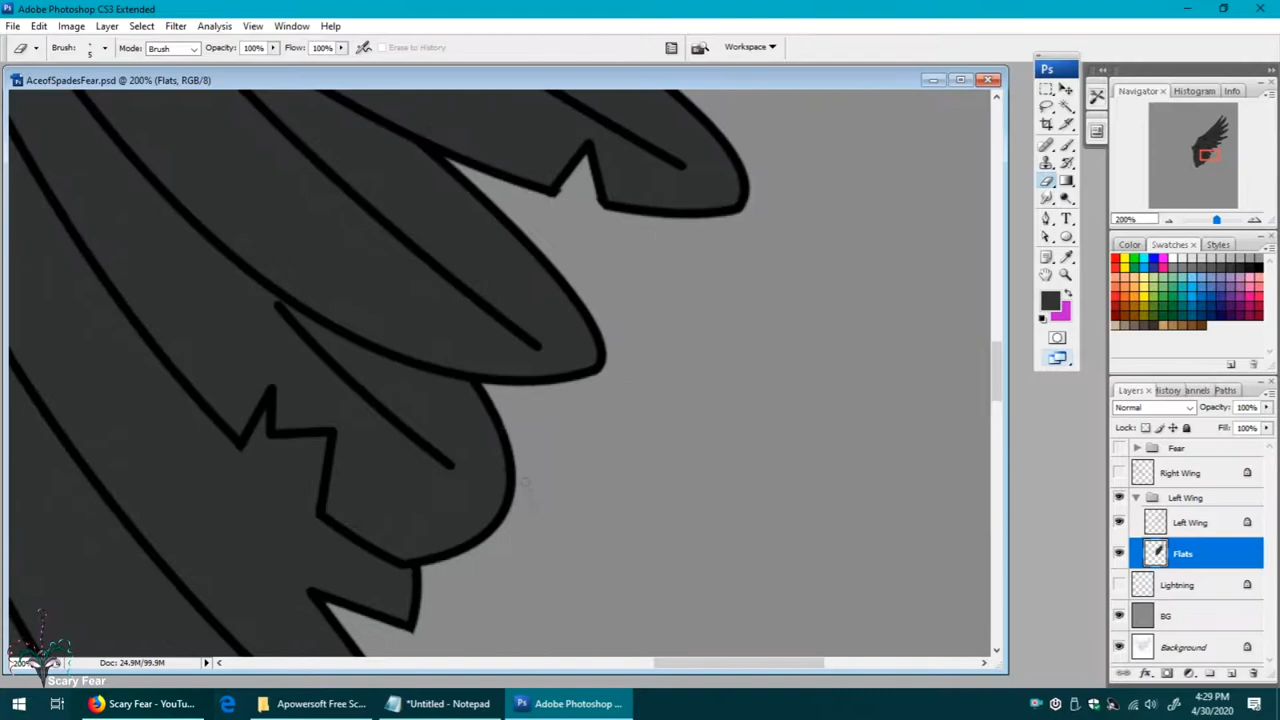 Adobe Photoshop CS3 Extended
File Edit Image Layer Select Filter Analysis View Window Help
Brush: 5 Mode: Brush Opacity: 100% Flow: 100% Erase to History Workspace
AceofSpadesFear.psd @ 200% (Flats, RGB/8)
Ps
Navigator Histogram Info
200%
Color Swatches Styles
T
Layers History annels Paths
Normal Opacity: 100%
Lock: Fill: 100%
Fear
Right Wing
Left Wing
Left Wing
Flats
Lightning
BG
Background
200% Doc: 24.9M/99.9M
Scary Fear
Scary Fear - YouTu...
Apowersoft Free Sc...
*Untitled - Notepad
Ps Adobe Photoshop ...
4:29 PM
4/30/2020